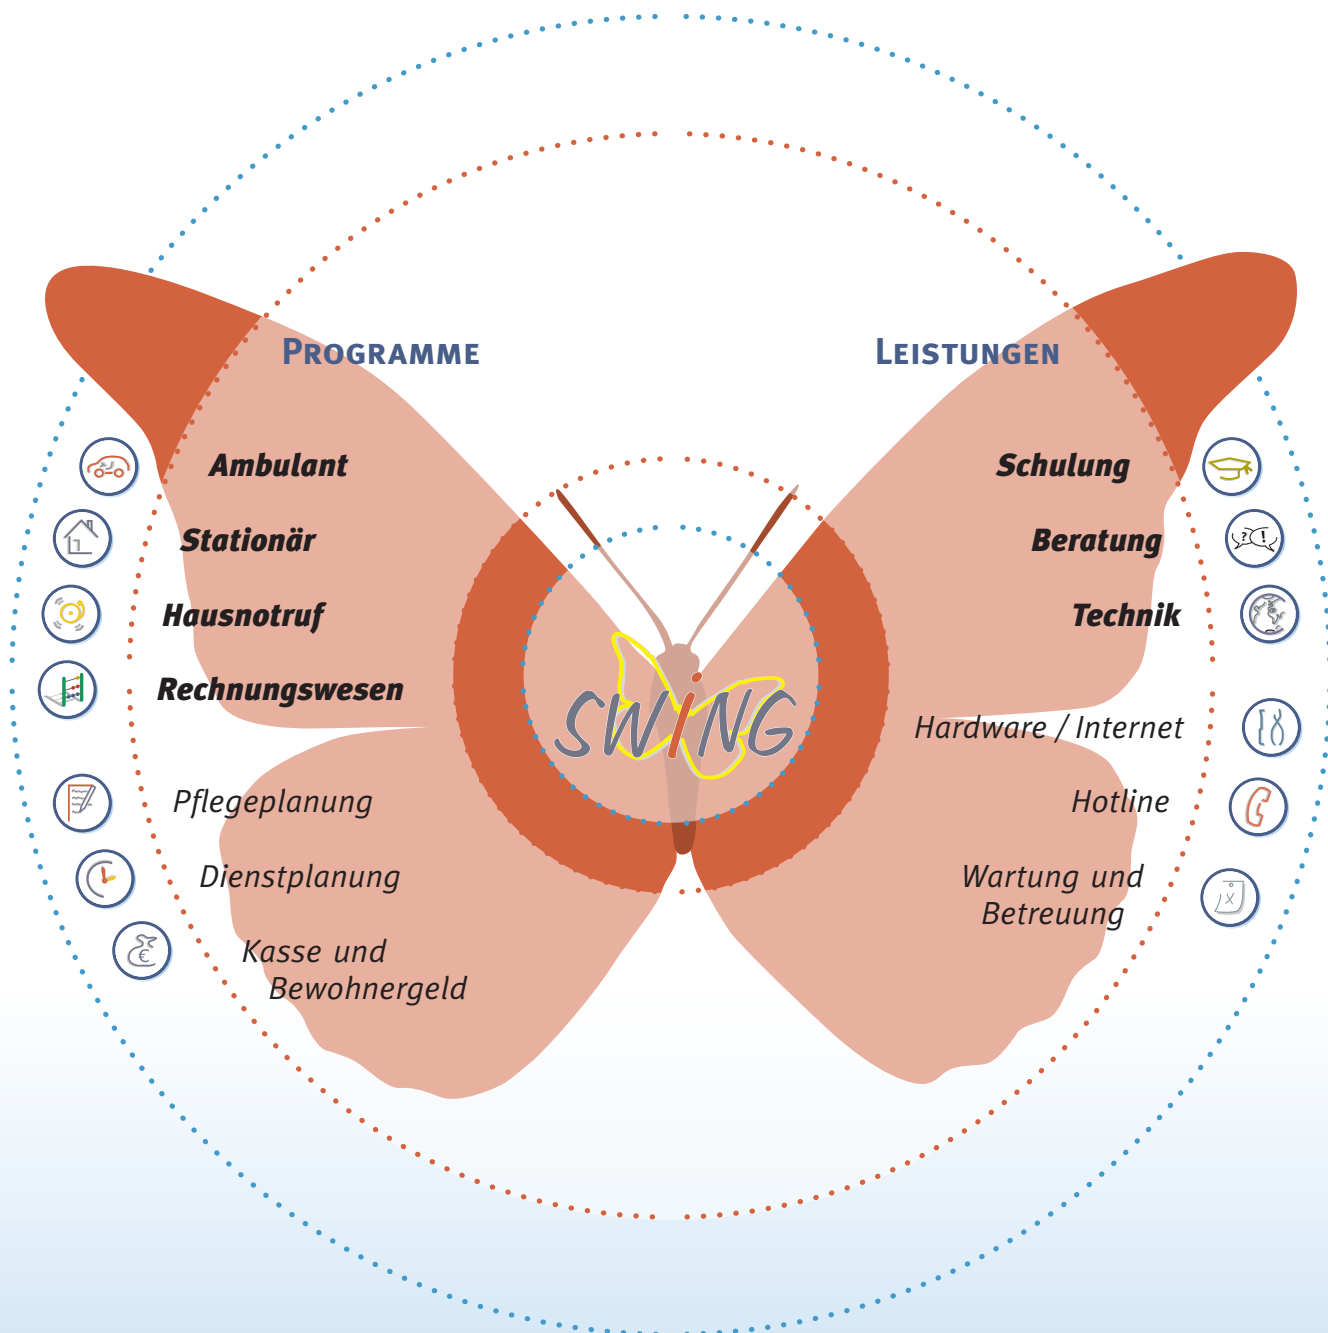 PROGRAMME
Ambulant
Stationär
Hausnotruf
Rechnungswesen
Pflegeplanung
Dienstplanung
Kasse und
Bewohnergeld
SWiNG
LEISTUNGEN
Schulung
Beratung
Technik
Hardware / Internet
Hotline
Wartung und
Betreuung